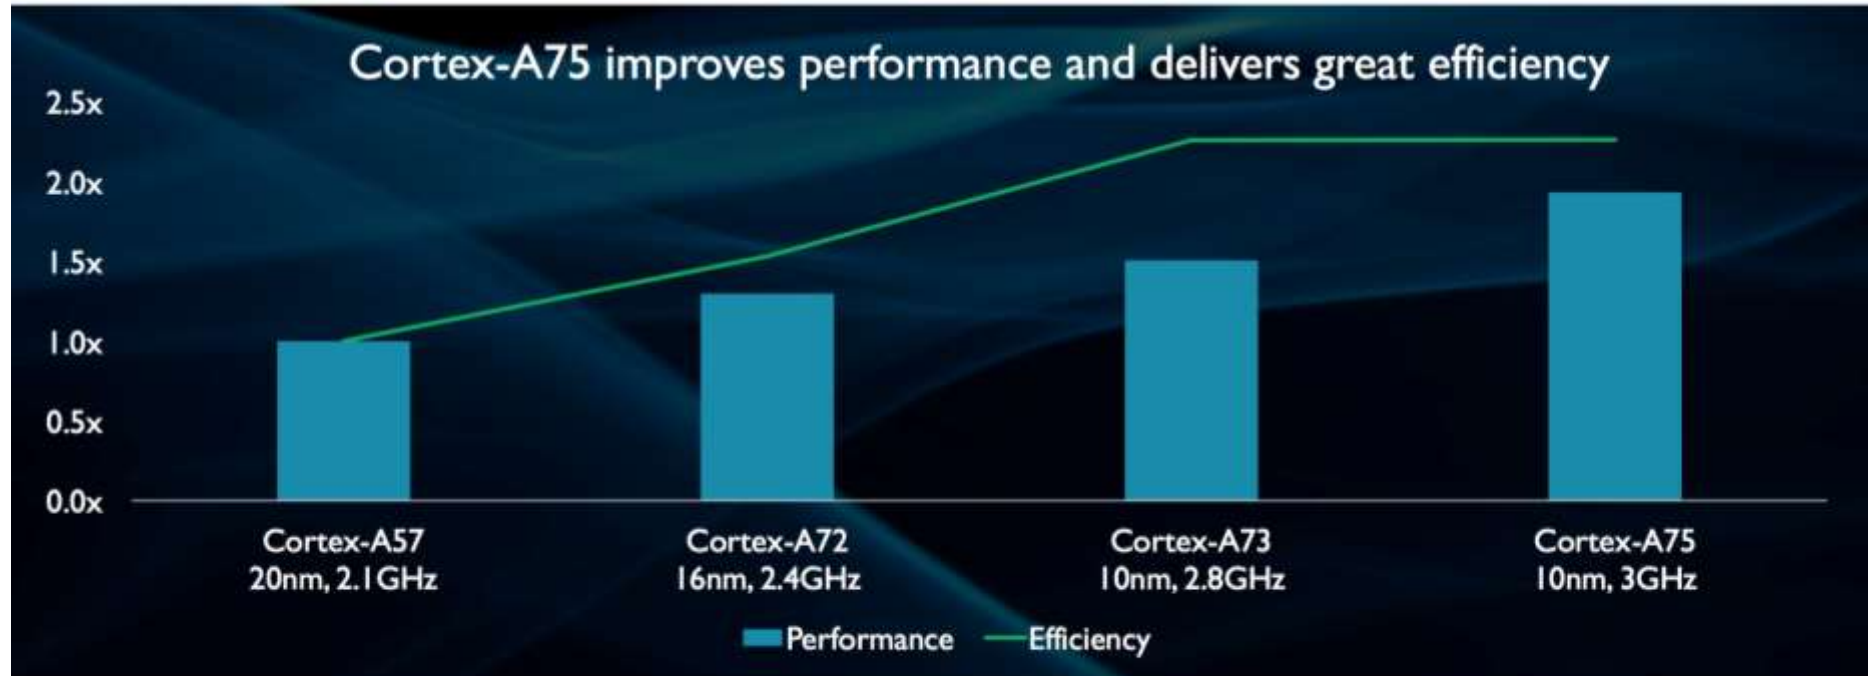 Cortex-A75 improves performance and delivers great efficiency
2.5x
2.0x
1.5x
1.0x
0.5x
0.0x
Cortex-A57
20nm, 2.1GHz
Cortex-A72
16nm, 2.4GHz
Cortex-A73
10nm, 2.8GHz
Cortex-A75
10nm, 3GHz
Performance
Efficiency